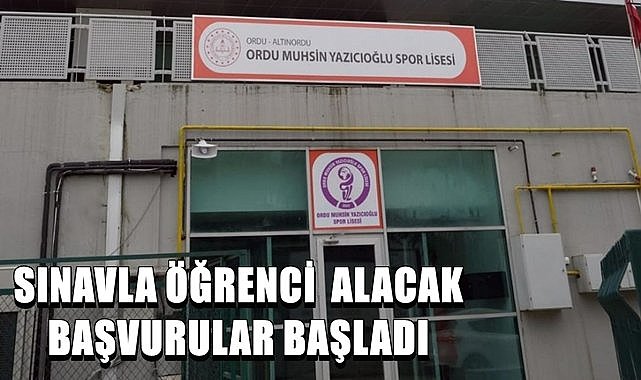 ORDU - ALTINORDU
ORDU MUHSİN YAZICIOĞLU SPOR LİSESİ
ORDU MUHSİN YAZICIOĞLU
SPOR LİSESİ
SINAVLA ÖĞRENCİ ALACAK
BAŞVURULAR BAŞLADI